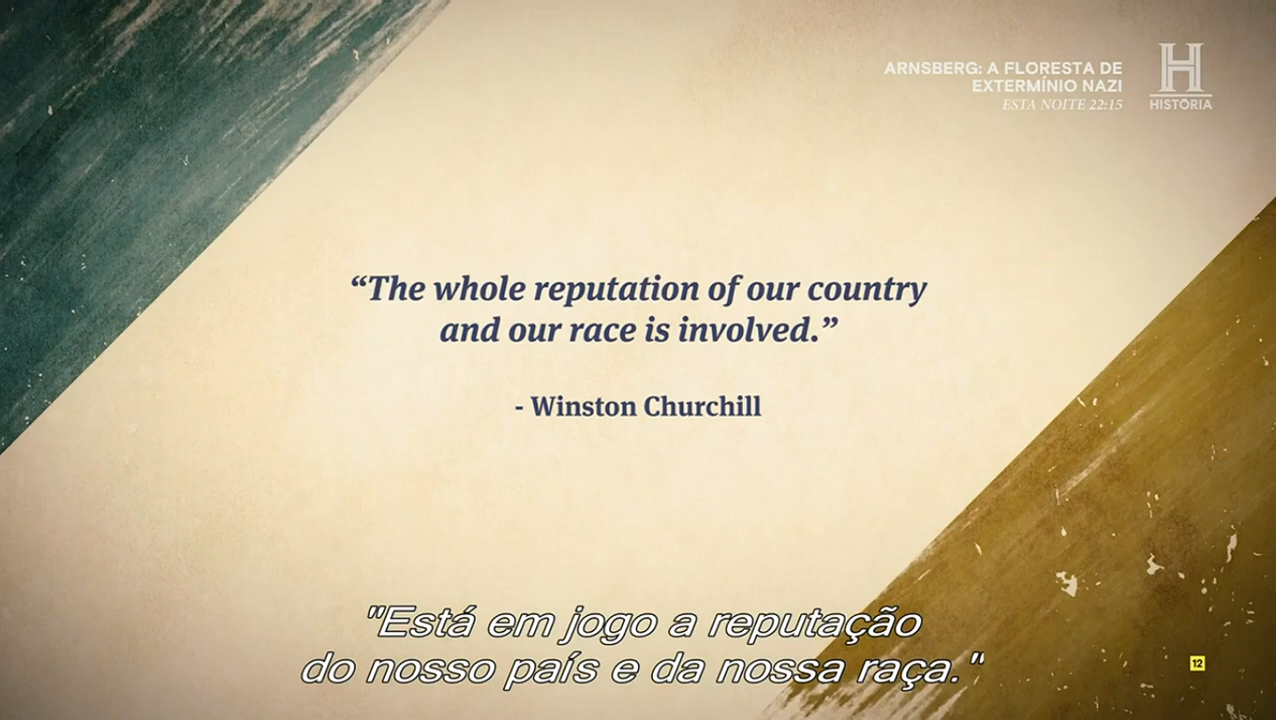 ARNSBERG: A FLORESTA DE
EXTERMÍNIO NAZI
ESTA NOITE 22:15
H
HISTÓRIA
“The whole reputation of our country
and our race is involved.”
- Winston Churchill
"Está em jogo a reputação
do nosso país e da nossa raça."
12